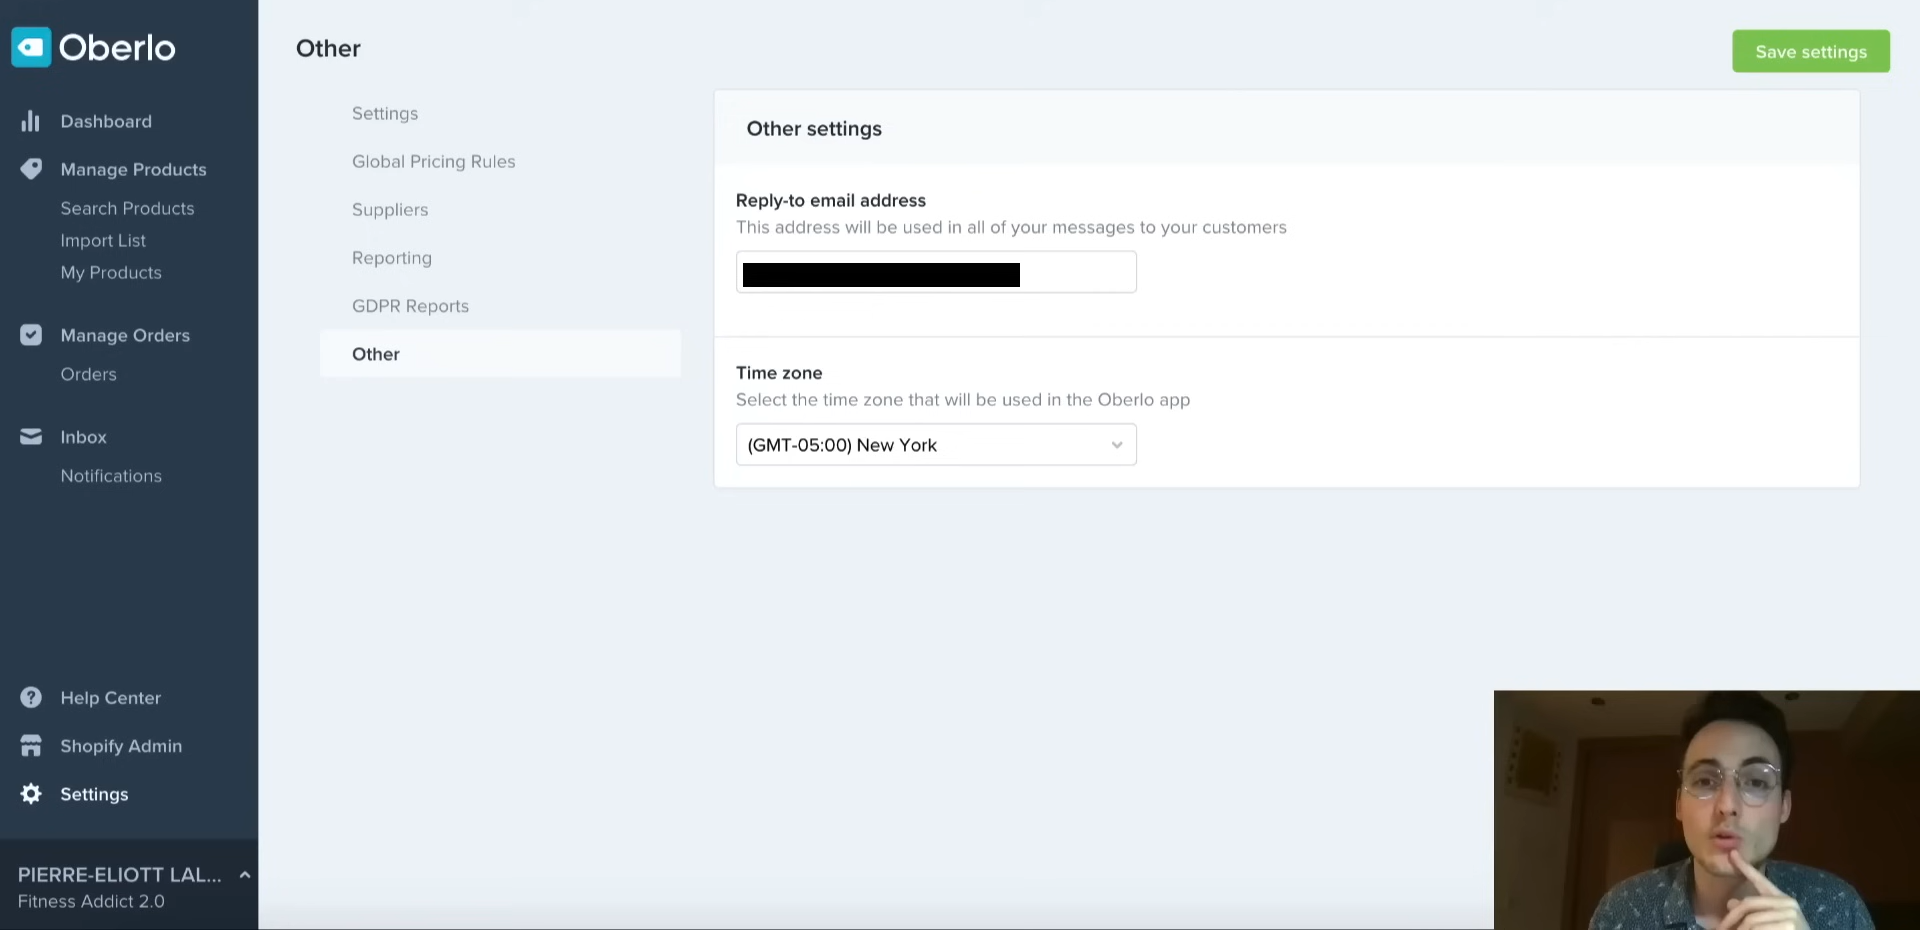 Oberlo
Dashboard
Manage Products
Search Products
Import List
My Products
Manage Orders
Orders
Inbox
Notifications
Help Center
Shopify Admin
Settings
PIERRE-ELIOTT LAL...
Fitness Addict 2.0
Other
Save settings
Settings
Global Pricing Rules
Suppliers
Reporting
GDPR Reports
Other
Other settings
Reply-to email address
This address will be used in all of your messages to your customers
Time zone
Select the time zone that will be used in the Oberlo app
(GMT-05:00) New York